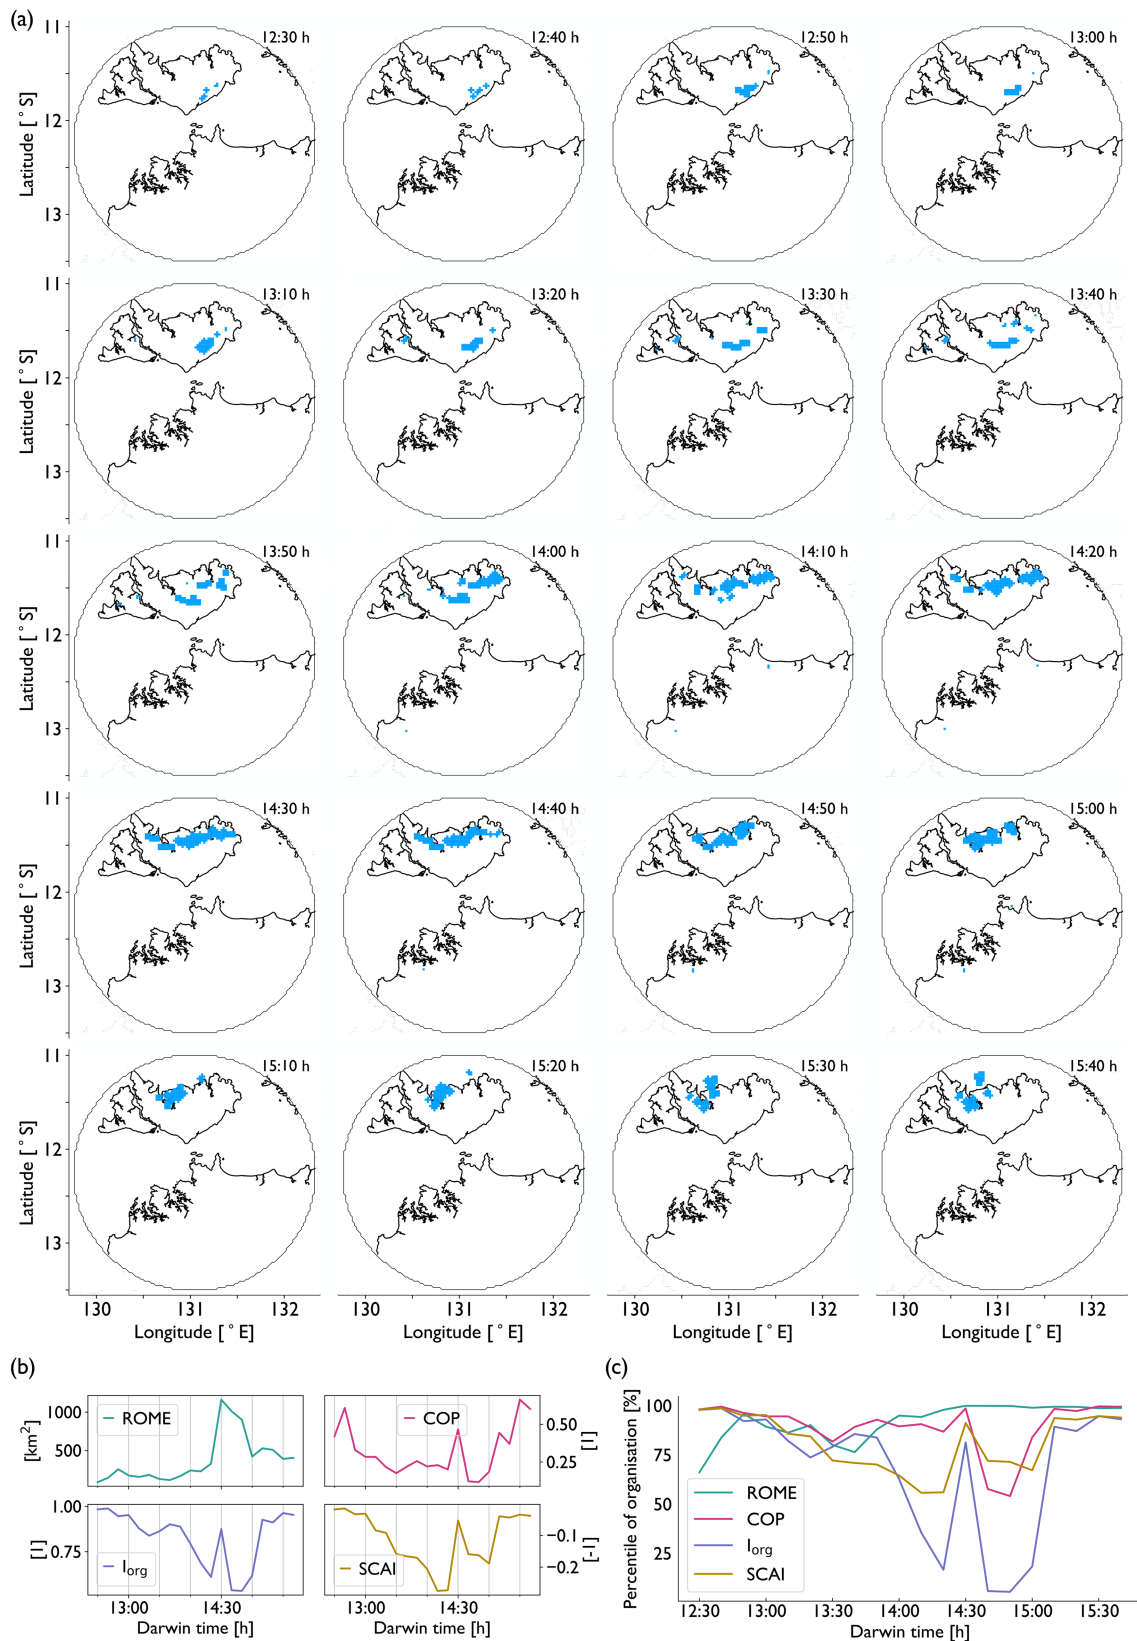 (a)
11
12
13
Latitude [°S]
12:30 h
12:40 h
12:50 h
13:00 h
11
12
13
Latitude [°S]
13:10 h
13:20 h
13:30 h
13:40 h
11
12
13
Latitude [°S]
13:50 h
14:00 h
14:10 h
14:20 h
11
12
13
Latitude [°S]
14:30 h
14:40 h
14:50 h
15:00 h
11
12
13
Latitude [°S]
15:10 h
15:20 h
15:30 h
15:40 h
130 131 132
Longitude [°E]
130 131 132
Longitude [°E]
130 131 132
Longitude [°E]
130 131 132
Longitude [°E]
(b)
1000
500
[km²]
ROME
COP
0.50
0.25
[1]
1.00
0.75
[1]
I_org
SCAI
−0.1
−0.2
[-1]
13:00 14:30
Darwin time [h]
13:00 14:30
Darwin time [h]
(c)
Percentile of organisation [%]
100
75
50
25
ROME
COP
I_org
SCAI
12:30 13:00 13:30 14:00 14:30 15:00 15:30
Darwin time [h]